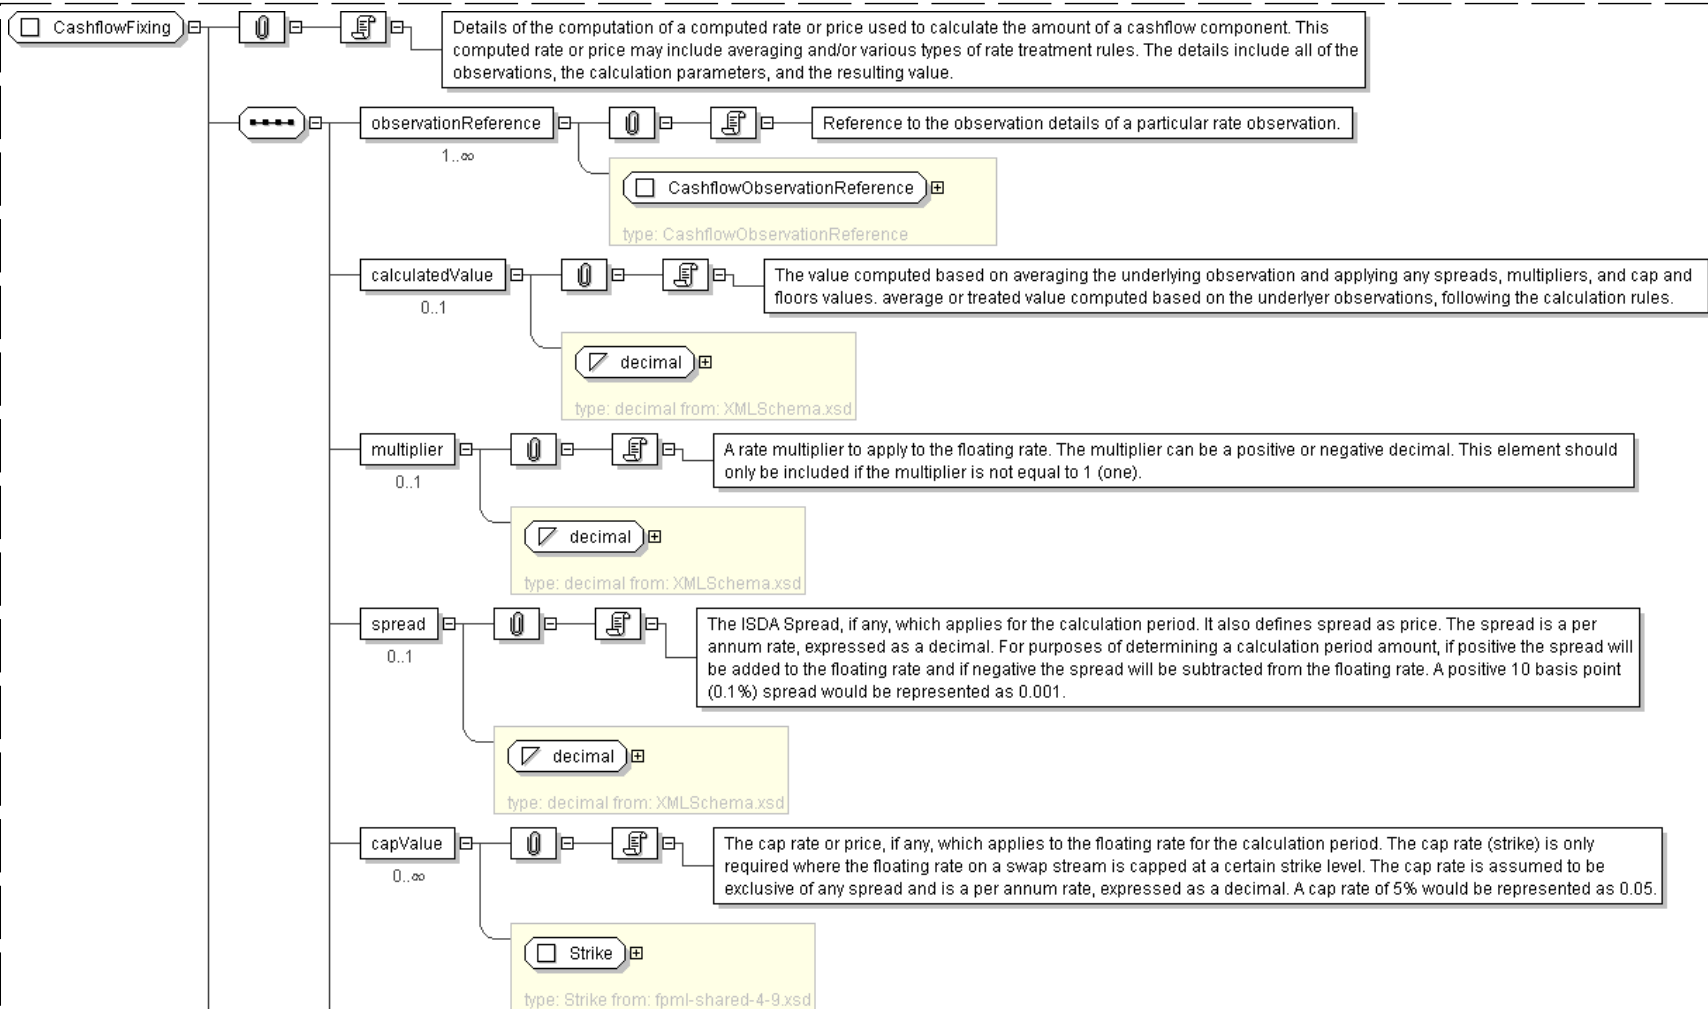 CashflowFixing
Details of the computation of a computed rate or price used to calculate the amount of a cashflow component. This
computed rate or price may include averaging and/or various types of rate treatment rules. The details include all of the
observations, the calculation parameters, and the resulting value.
observationReference
1..∞
Reference to the observation details of a particular rate observation.
CashflowObservationReference
type: CashflowObservationReference
calculatedValue
0..1
The value computed based on averaging the underlying observation and applying any spreads, multipliers, and cap and
floors values. average or treated value computed based on the underlyer observations, following the calculation rules.
decimal
type: decimal from: XMLSchema.xsd
multiplier
0..1
A rate multiplier to apply to the floating rate. The multiplier can be a positive or negative decimal. This element should
only be included if the multiplier is not equal to 1 (one).
decimal
type: decimal from: XMLSchema.xsd
spread
0..1
The ISDA Spread, if any, which applies for the calculation period. It also defines spread as price. The spread is a per
annum rate, expressed as a decimal. For purposes of determining a calculation period amount, if positive the spread will
be added to the floating rate and if negative the spread will be subtracted from the floating rate. A positive 10 basis point
(0.1%) spread would be represented as 0.001.
decimal
type: decimal from: XMLSchema.xsd
capValue
0..∞
The cap rate or price, if any, which applies to the floating rate for the calculation period. The cap rate (strike) is only
required where the floating rate on a swap stream is capped at a certain strike level. The cap rate is assumed to be
exclusive of any spread and is a per annum rate, expressed as a decimal. A cap rate of 5% would be represented as 0.05.
Strike
type: Strike from: fpml-shared-4-9.xsd